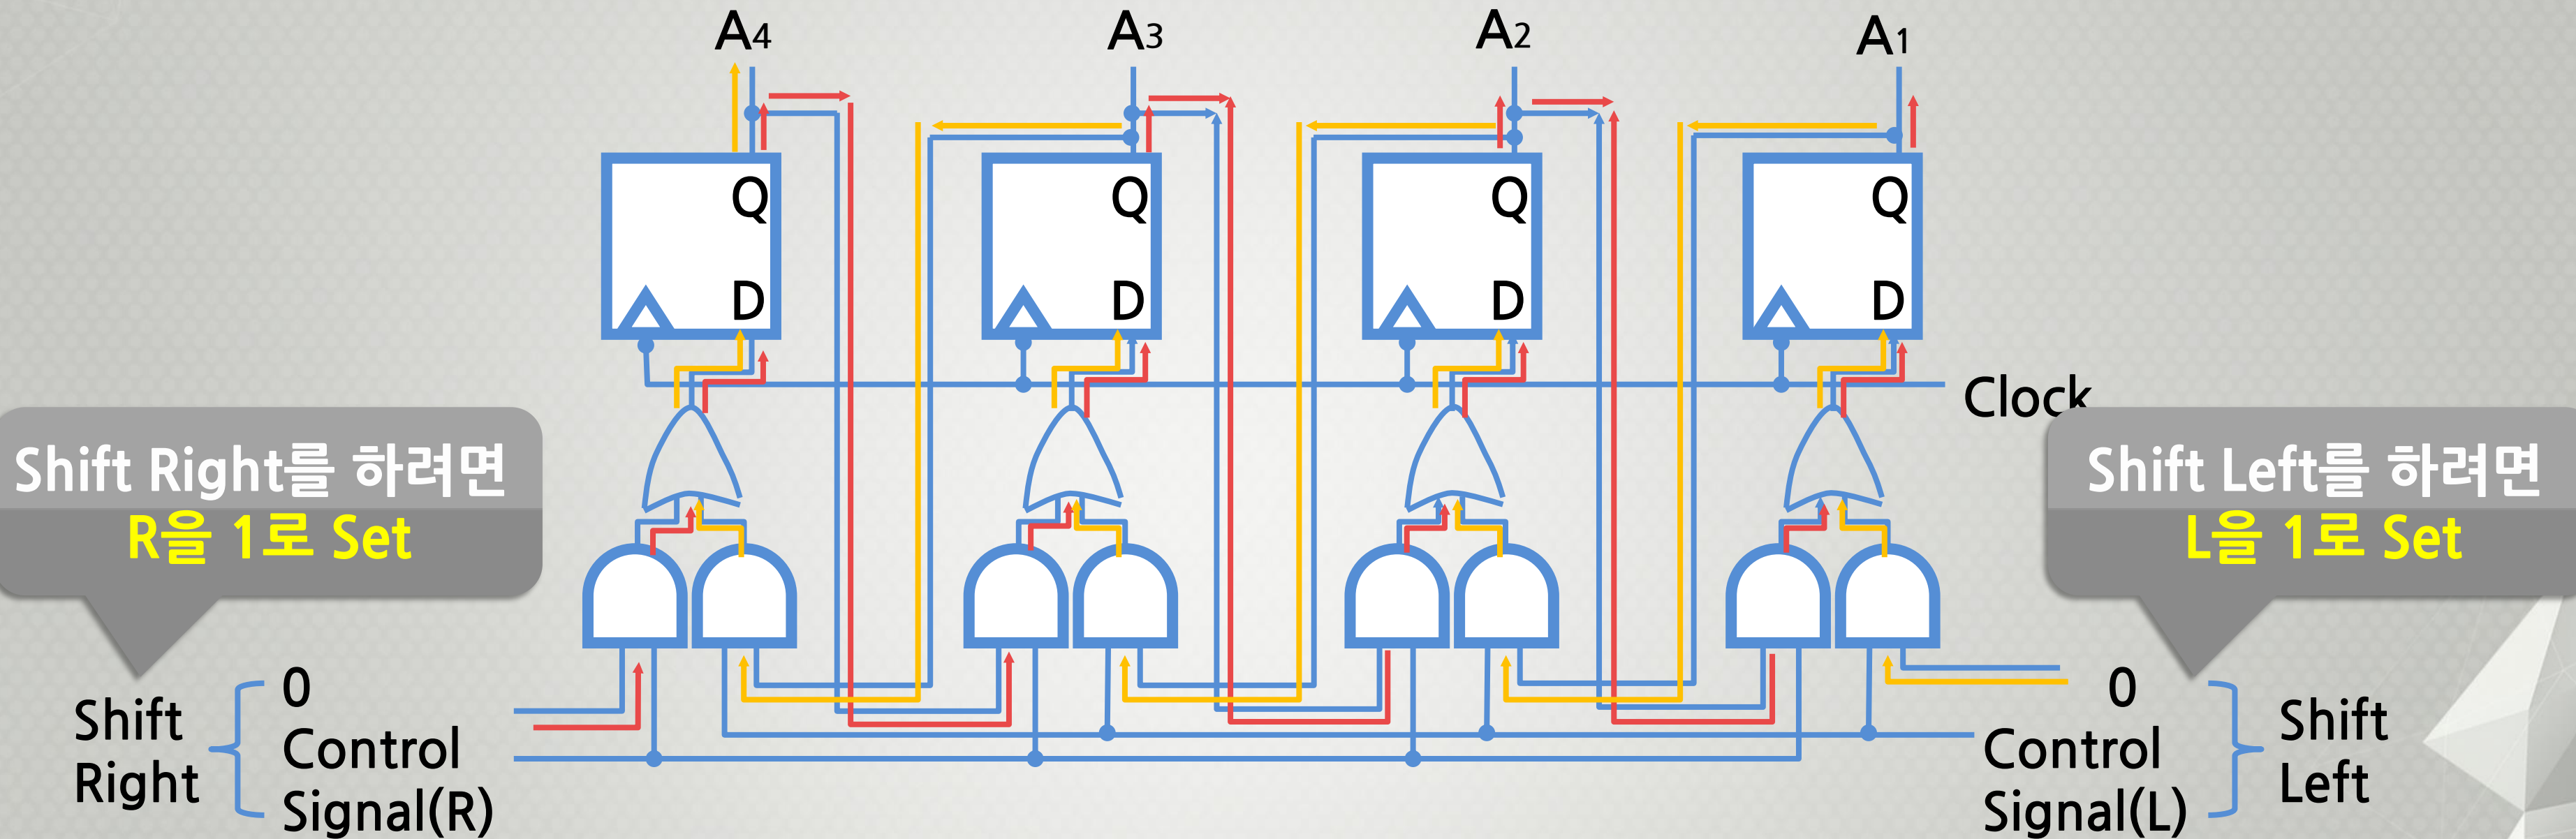 A4
A3
A2
A1
Q
Q
Q
Q
D
D
D
D
Clock
Shift Right를 하려면
R을 1로 Set
Shift Left를 하려면
L을 1로 Set
Shift
Right
0
Control
Signal(R)
0
Control
Signal(L)
Shift
Left